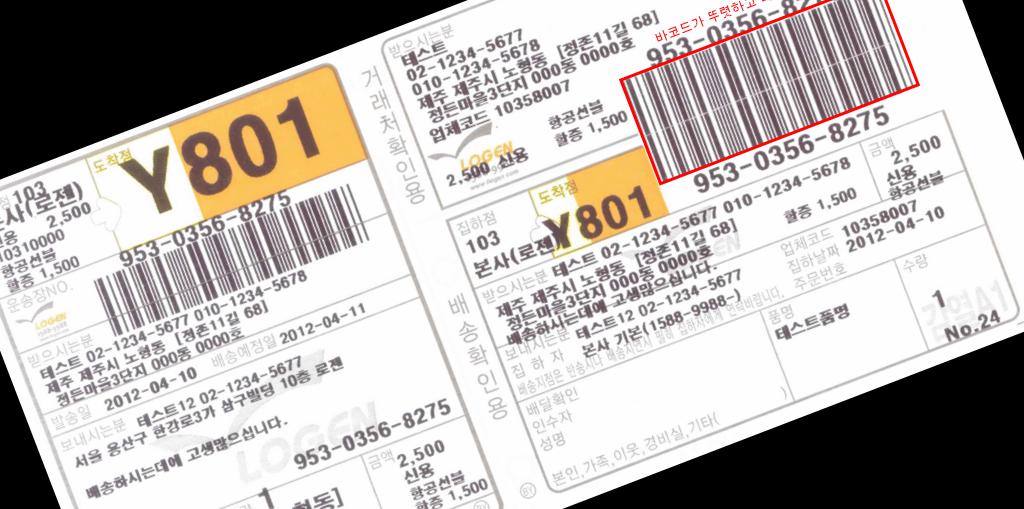 도착점
Y801
103
본사(로젠)
2,500
신용
10310000
항공선불
할증 1,500
953-0356-8275
운송장NO.
LOGEN
받으시는분
테스트 02-1234-5677 010-1234-5678
제주 제주시 노형동 [정존11길 68]
정든마을3단지 000동 0000호
발송일 2012-04-10 배송예정일 2012-04-11
보내시는분 테스트12 02-1234-5677
서울 용산구 한강로3가 삼구빌딩 10층 로젠
배송하시는데에 고생많으십니다.
LOGEN
953-0356-8275
금액 2,500
신용
항공선불
할증 1,500
1
형동]
거래처확인용
배송확인용
받으시는분
테스트
02-1234-5677
010-1234-5678
제주 제주시 노형동 [정존11길 68]
정든마을3단지 000동 0000호
업체코드 10358007
항공선불
할증 1,500
LOGEN
2,500 신용
www.ilogen.com
바코드가 뚜렷하고
953-0356-827
953-0356-8275
집하점
103
본사(로젠
도착점
Y801
금액
2,500
신용
항공선불
받으시는분 테스트 02-1234-5677 010-1234-5678
제주 제주시 노형동 [정존11길 68]
할증 1,500
정든마을3단지 000동 0000호
업체코드 10358007
배송하시는데에 고생많으십니다.
집하날짜 2012-04-10
보내시는분 테스트12 02-1234-5677
주문번호
집하자 본사 기본(1588-9988-)
품명
테스트품명
수량
1
배달확인
인수자
성명
본인,가족,이웃,경비실,기타( )
No.24